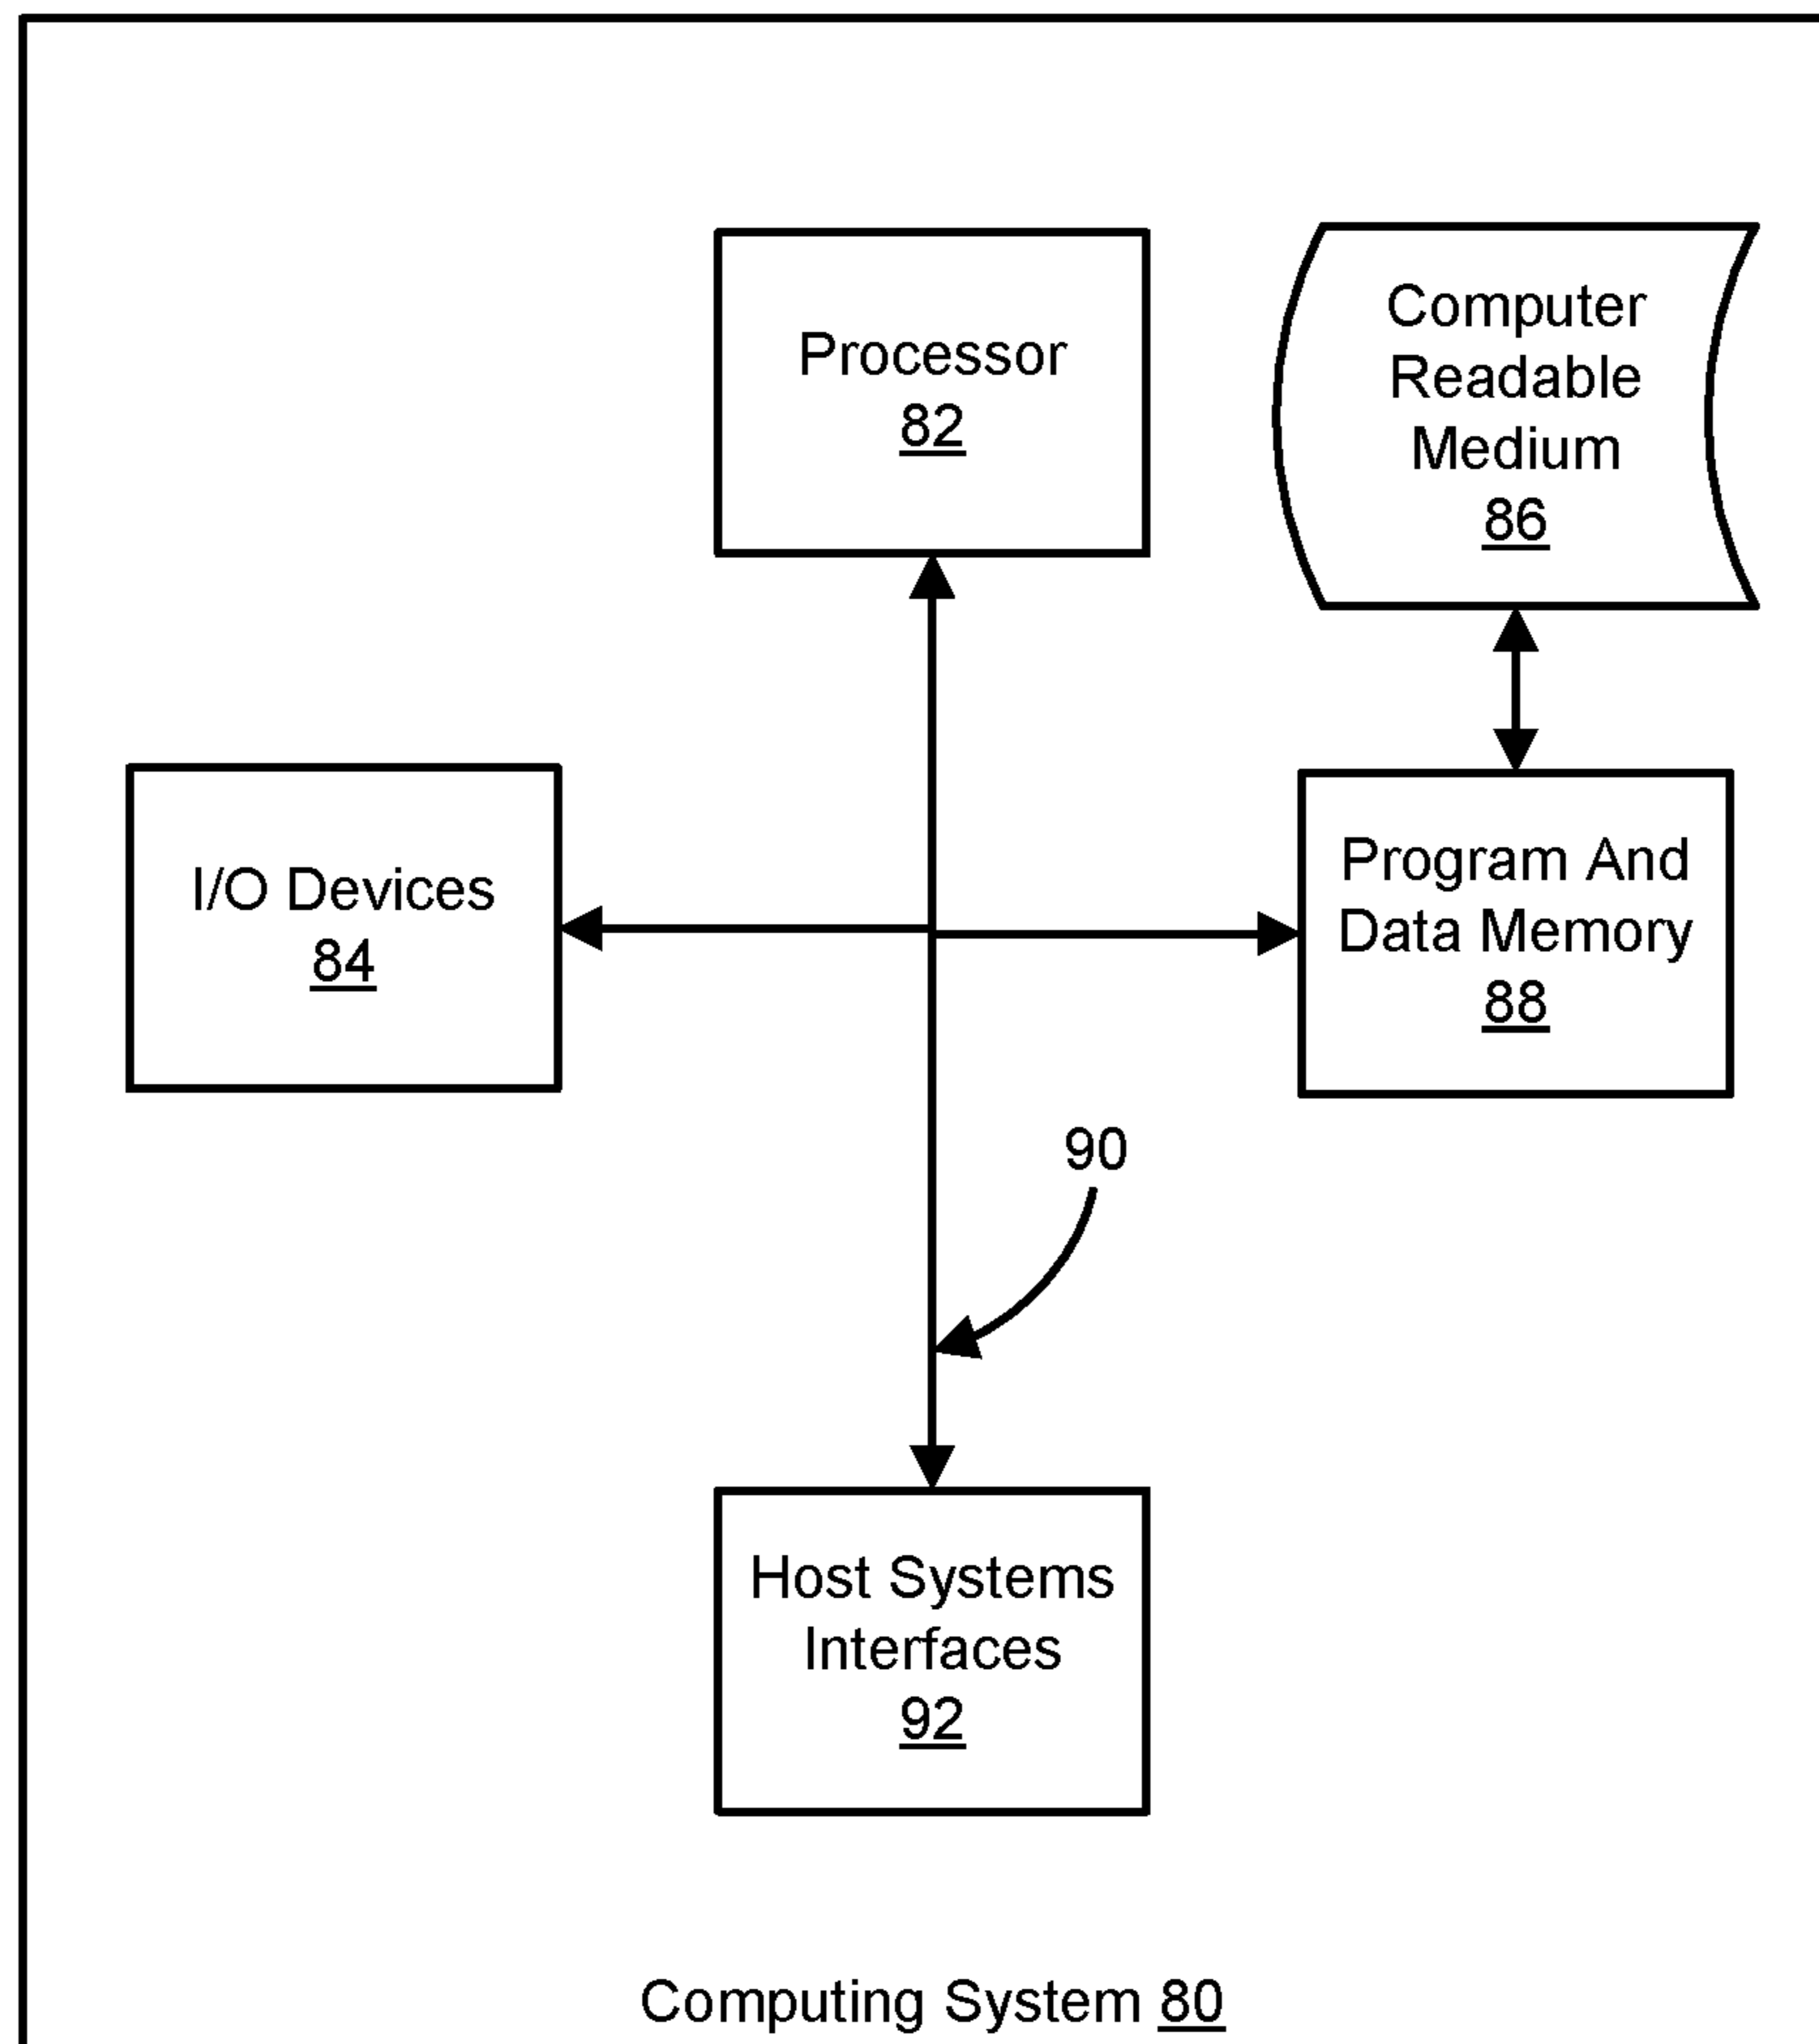 Processor
82
Computer
Readable
Medium
86
I/O Devices
84
Program And
Data Memory
88
90
Host Systems
Interfaces
92
Computing System 80